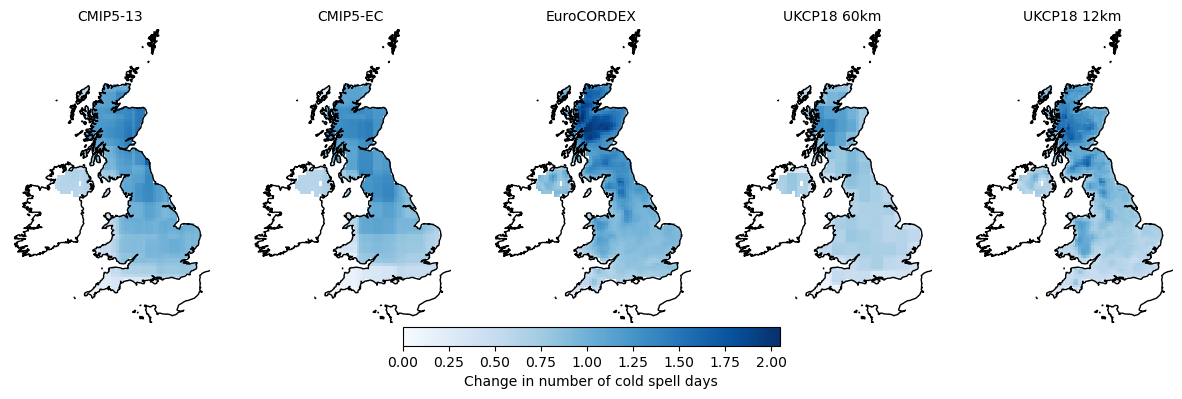 CMIP5-13
CMIP5-EC
EuroCORDEX
UKCP18 60km
UKCP18 12km
0.00 0.25 0.50 0.75 1.00 1.25 1.50 1.75 2.00
Change in number of cold spell days